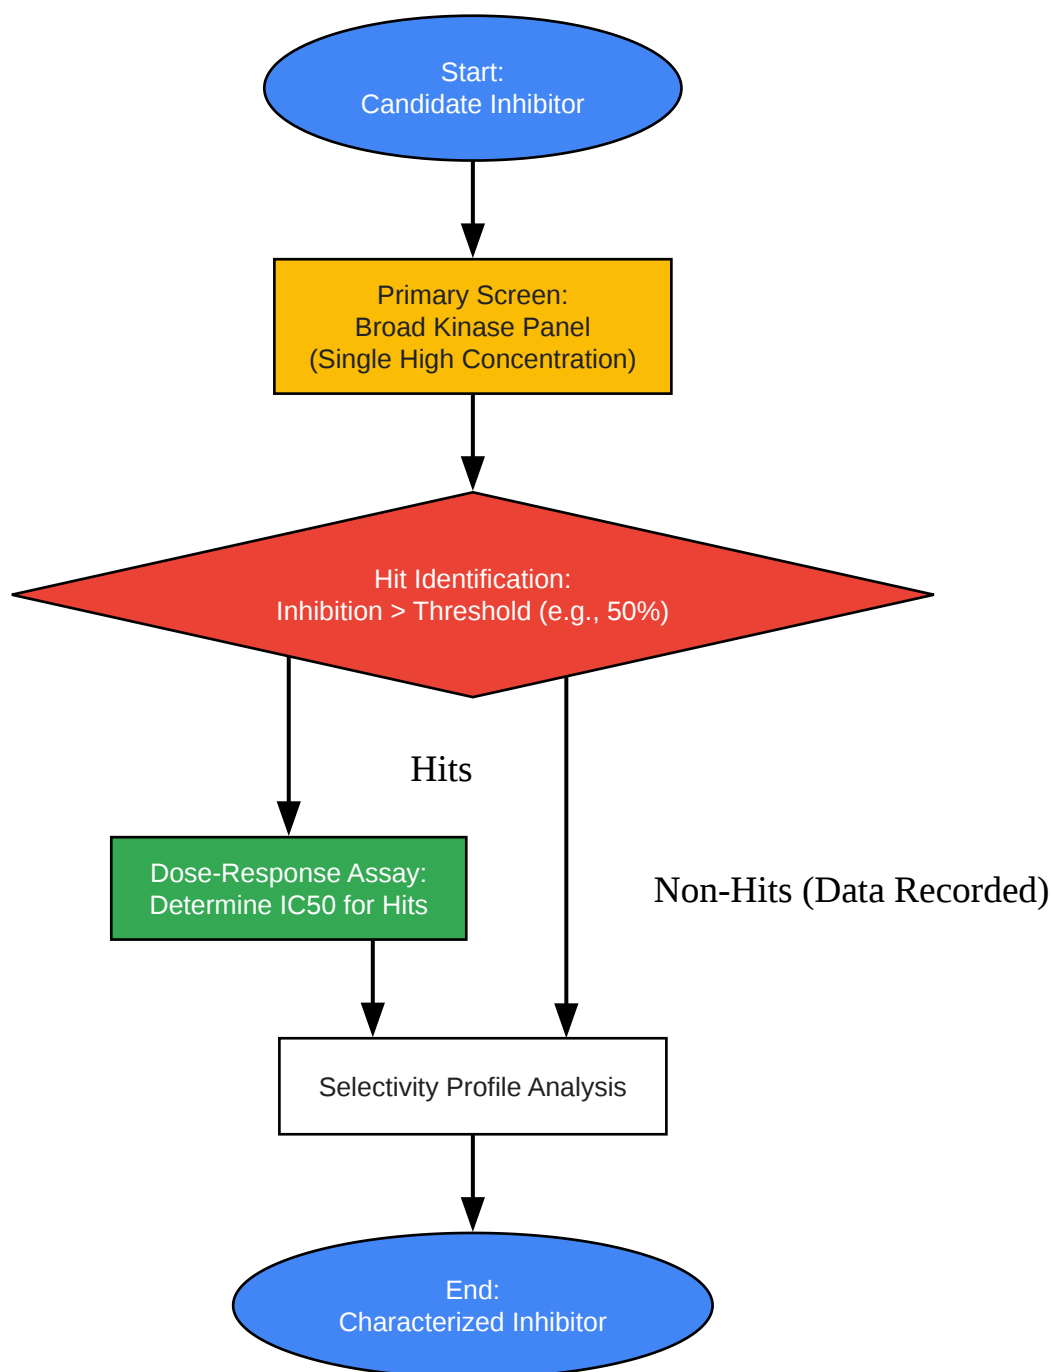 Start:
Candidate Inhibitor
Primary Screen:
Broad Kinase Panel
(Single High Concentration)
Hit Identification:
Inhibition > Threshold (e.g., 50%)
Hits
Dose-Response Assay:
Determine IC50 for Hits
Non-Hits (Data Recorded)
Selectivity Profile Analysis
End:
Characterized Inhibitor